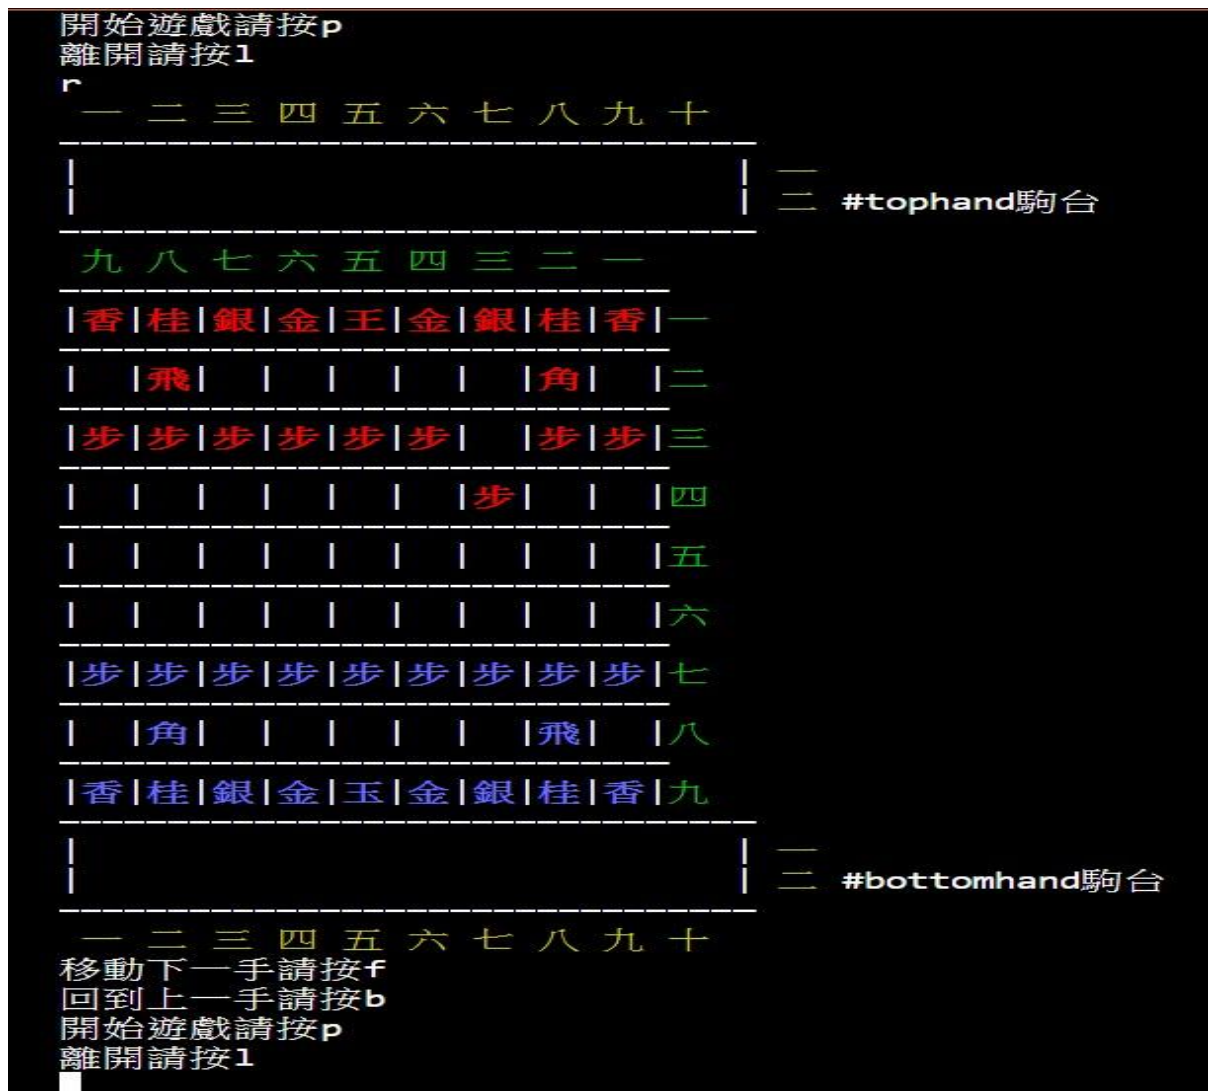 開始遊戲請按p
離開請按l
r
一 二 三 四 五 六 七 八 九 十
| | 一
| | 二 #tophand駒台
九 八 七 六 五 四 三 二 一
|香|桂|銀|金|王|金|銀|桂|香|一
| |飛| | | | | |角| |二
|步|步|步|步|步|步| |步|步|三
| | | | | | |步| | |四
| | | | | | | | | |五
| | | | | | | | | |六
|步|步|步|步|步|步|步|步|步|七
| |角| | | | | |飛| |八
|香|桂|銀|金|玉|金|銀|桂|香|九
| | 一
| | 二 #bottomhand駒台
一 二 三 四 五 六 七 八 九 十
移動下一手請按f
回到上一手請按b
開始遊戲請按p
離開請按l